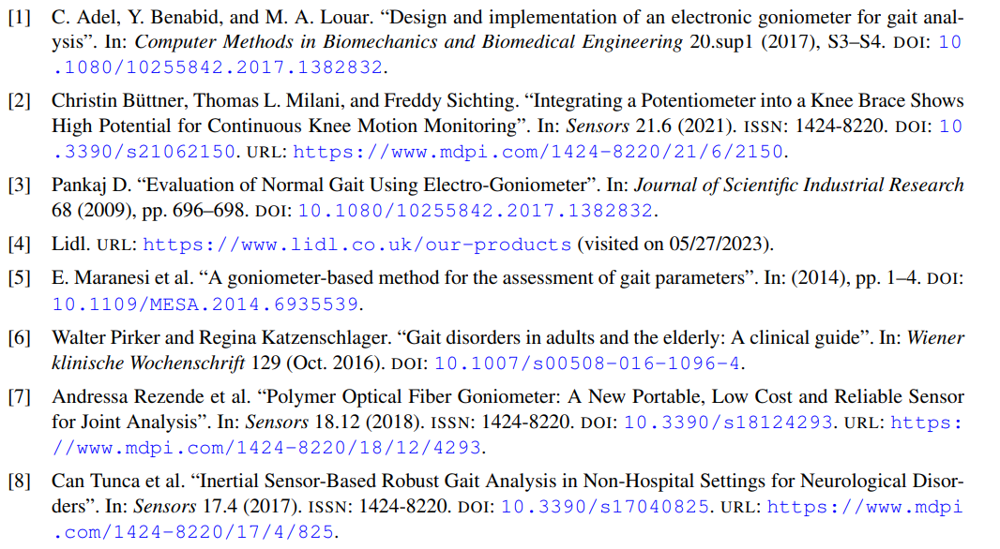 [1] C. Adel, Y. Benabid, and M. A. Louar. “Design and implementation of an electronic goniometer for gait anal-
ysis”. In: Computer Methods in Biomechanics and Biomedical Engineering 20.sup1 (2017), S3–S4. DOI: 10
.1080/10255842.2017.1382832.
[2] Christin Büttner, Thomas L. Milani, and Freddy Sichting. “Integrating a Potentiometer into a Knee Brace Shows
High Potential for Continuous Knee Motion Monitoring”. In: Sensors 21.6 (2021). ISSN: 1424-8220. DOI: 10
.3390/s21062150. URL: https://www.mdpi.com/1424-8220/21/6/2150.
[3] Pankaj D. “Evaluation of Normal Gait Using Electro-Goniometer”. In: Journal of Scientific Industrial Research
68 (2009), pp. 696–698. DOI: 10.1080/10255842.2017.1382832.
[4] Lidl. URL: https://www.lidl.co.uk/our-products (visited on 05/27/2023).
[5] E. Maranesi et al. “A goniometer-based method for the assessment of gait parameters”. In: (2014), pp. 1–4. DOI:
10.1109/MESA.2014.6935539.
[6] Walter Pirker and Regina Katzenschlager. “Gait disorders in adults and the elderly: A clinical guide”. In: Wiener
klinische Wochenschrift 129 (Oct. 2016). DOI: 10.1007/s00508-016-1096-4.
[7] Andressa Rezende et al. “Polymer Optical Fiber Goniometer: A New Portable, Low Cost and Reliable Sensor
for Joint Analysis”. In: Sensors 18.12 (2018). ISSN: 1424-8220. DOI: 10.3390/s18124293. URL: https:
//www.mdpi.com/1424-8220/18/12/4293.
[8] Can Tunca et al. “Inertial Sensor-Based Robust Gait Analysis in Non-Hospital Settings for Neurological Disor-
ders”. In: Sensors 17.4 (2017). ISSN: 1424-8220. DOI: 10.3390/s17040825. URL: https://www.mdpi
.com/1424-8220/17/4/825.